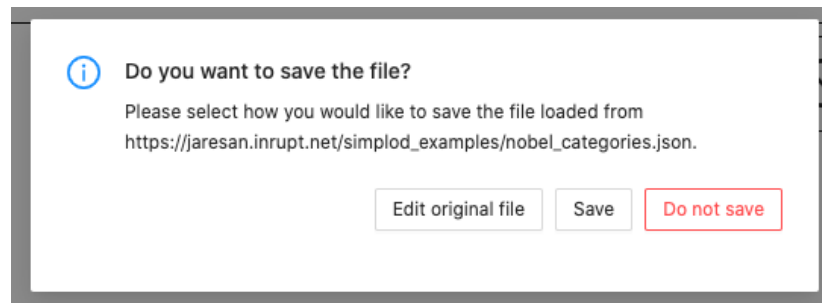 Do you want to save the file?
Please select how you would like to save the file loaded from
https://jaresan.inrupt.net/simplod_examples/nobel_categories.json.
Edit original file Save Do not save